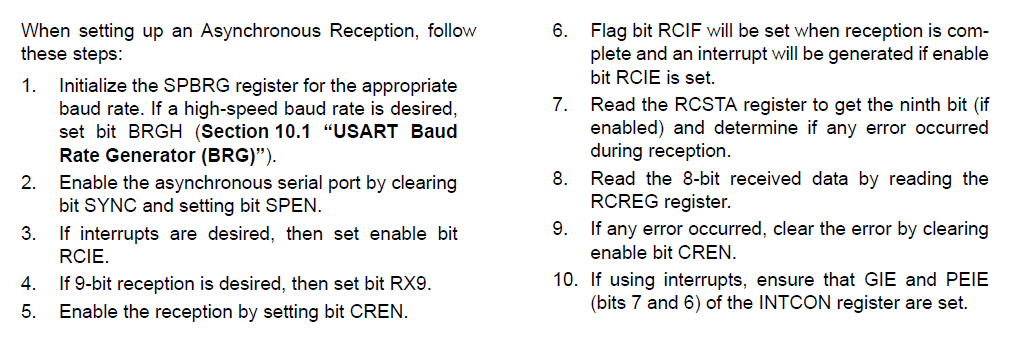 When setting up an Asynchronous Reception, follow
these steps:
1. Initialize the SPBRG register for the appropriate
baud rate. If a high-speed baud rate is desired,
set bit BRGH (Section 10.1 “USART Baud
Rate Generator (BRG)”).
2. Enable the asynchronous serial port by clearing
bit SYNC and setting bit SPEN.
3. If interrupts are desired, then set enable bit
RCIE.
4. If 9-bit reception is desired, then set bit RX9.
5. Enable the reception by setting bit CREN.
6. Flag bit RCIF will be set when reception is com-
plete and an interrupt will be generated if enable
bit RCIE is set.
7. Read the RCSTA register to get the ninth bit (if
enabled) and determine if any error occurred
during reception.
8. Read the 8-bit received data by reading the
RCREG register.
9. If any error occurred, clear the error by clearing
enable bit CREN.
10. If using interrupts, ensure that GIE and PEIE
(bits 7 and 6) of the INTCON register are set.